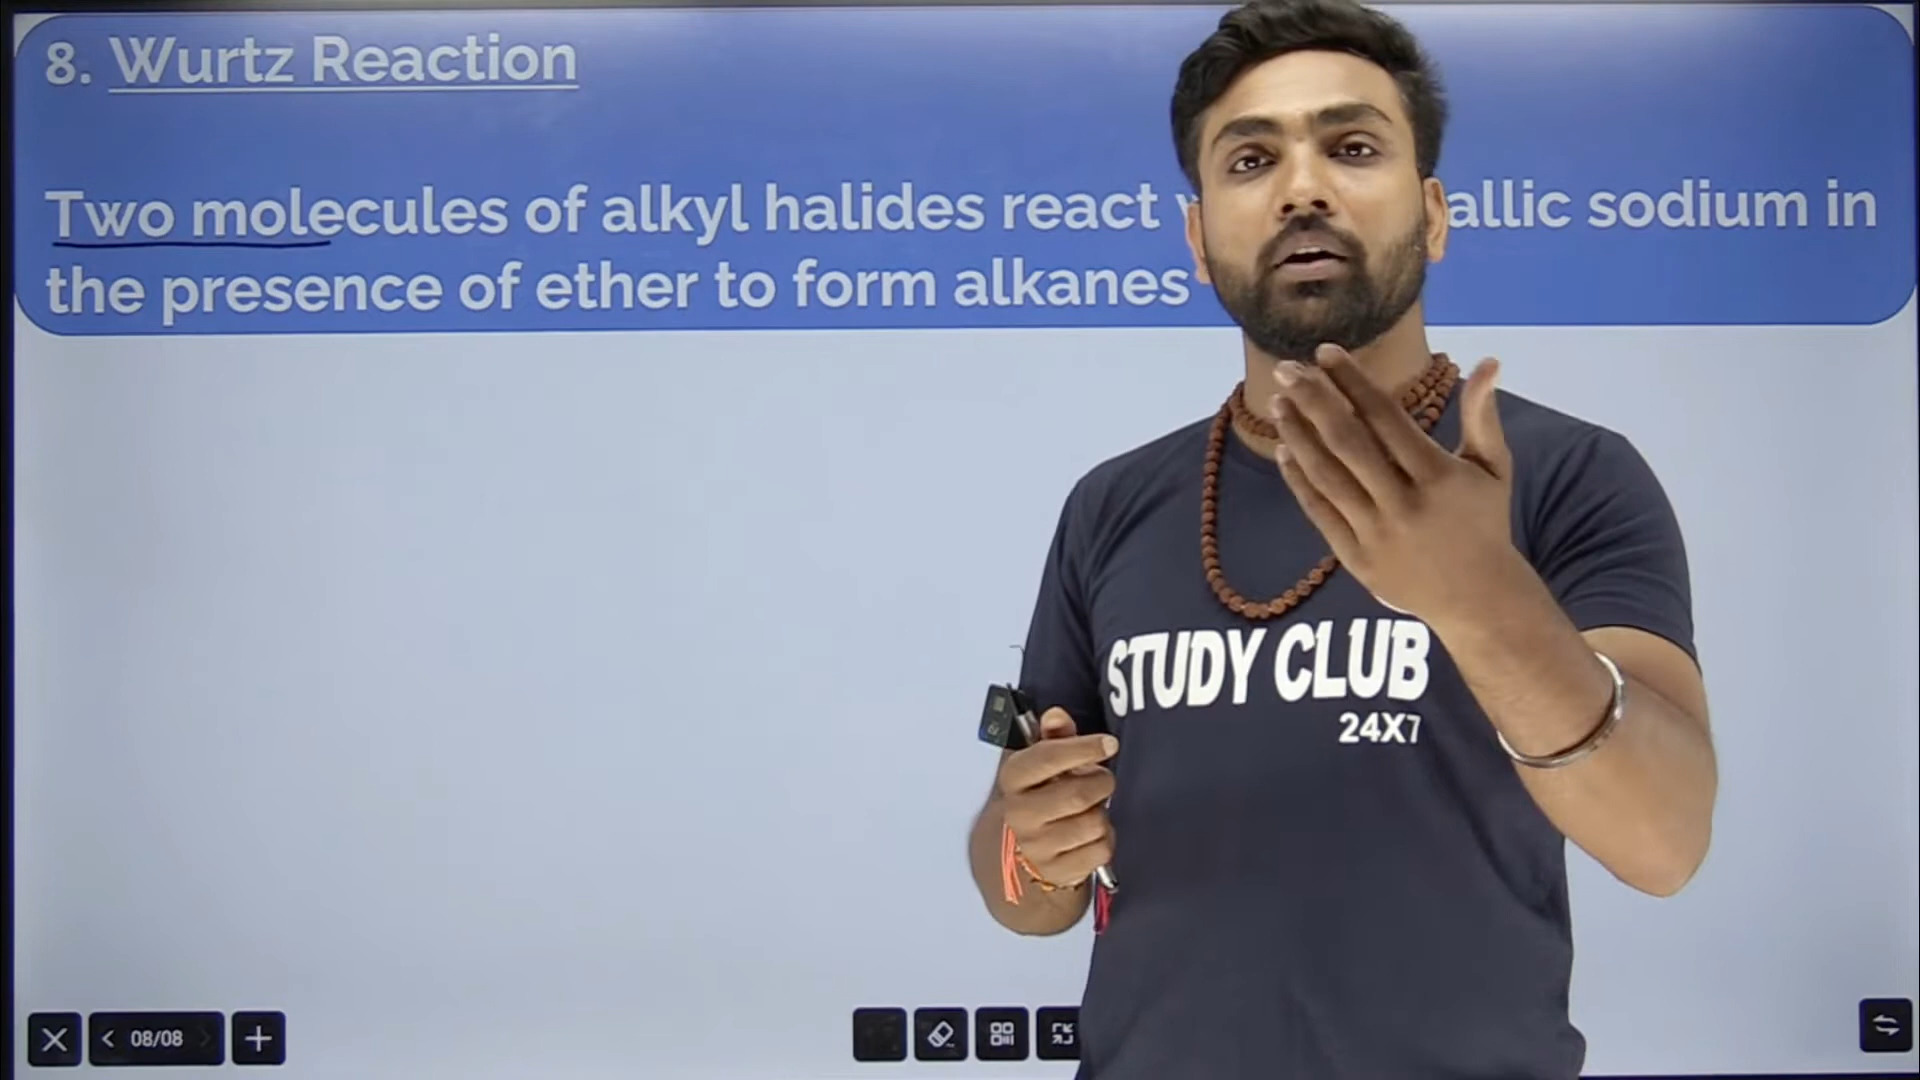 8. Wurtz Reaction
Two molecules of alkyl halides react allic sodium in
the presence of ether to form alkanes
STUDY CLUB
24X7
08/08